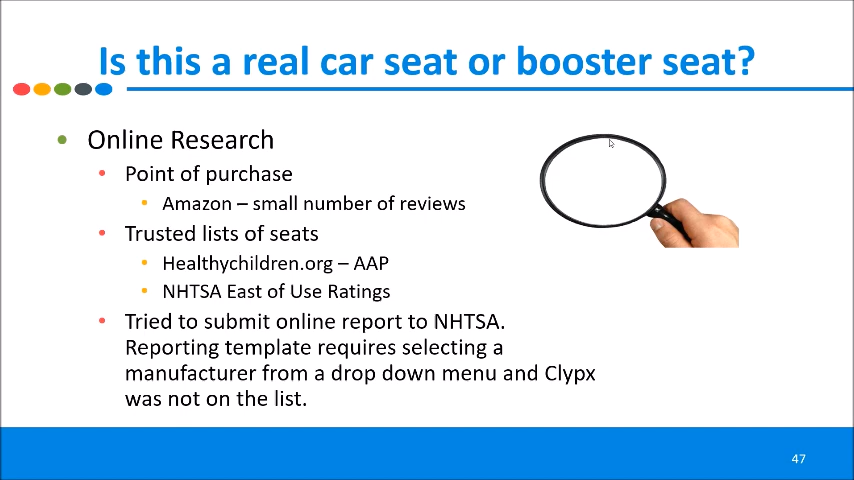 Is this a real car seat or booster seat?
Online Research
Point of purchase
Amazon – small number of reviews
Trusted lists of seats
Healthychildren.org – AAP
NHTSA East of Use Ratings
Tried to submit online report to NHTSA.
Reporting template requires selecting a
manufacturer from a drop down menu and Clypx
was not on the list.
47